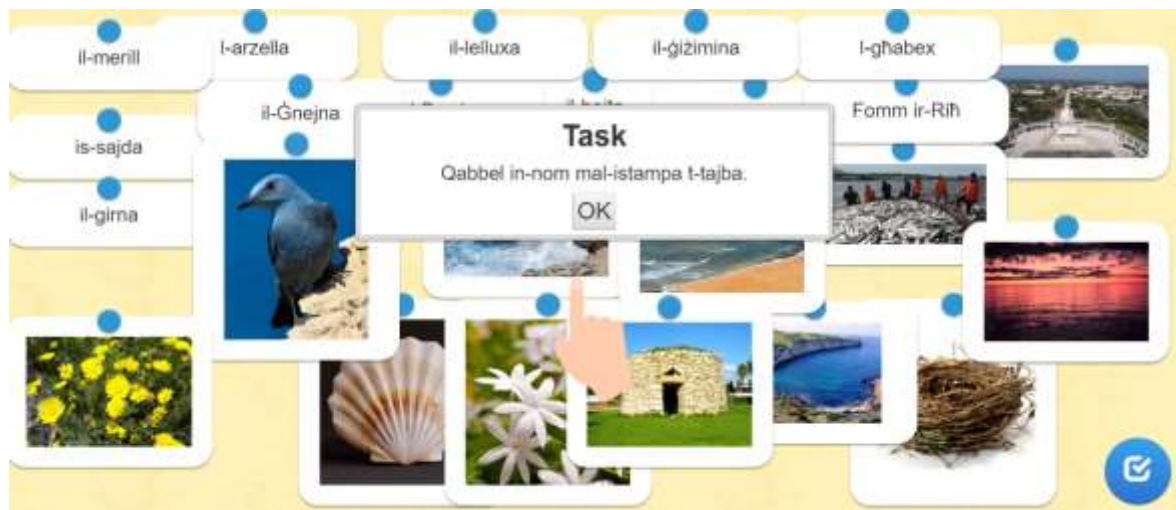 il-merill
l-arzella
il-lelluxa
il-ġiżimina
l-għabex
il-Ġnejna
Fomm ir-Riħ
is-sajda
il-girna
Task
Qabbel in-nom mal-istampa t-tajba.
OK